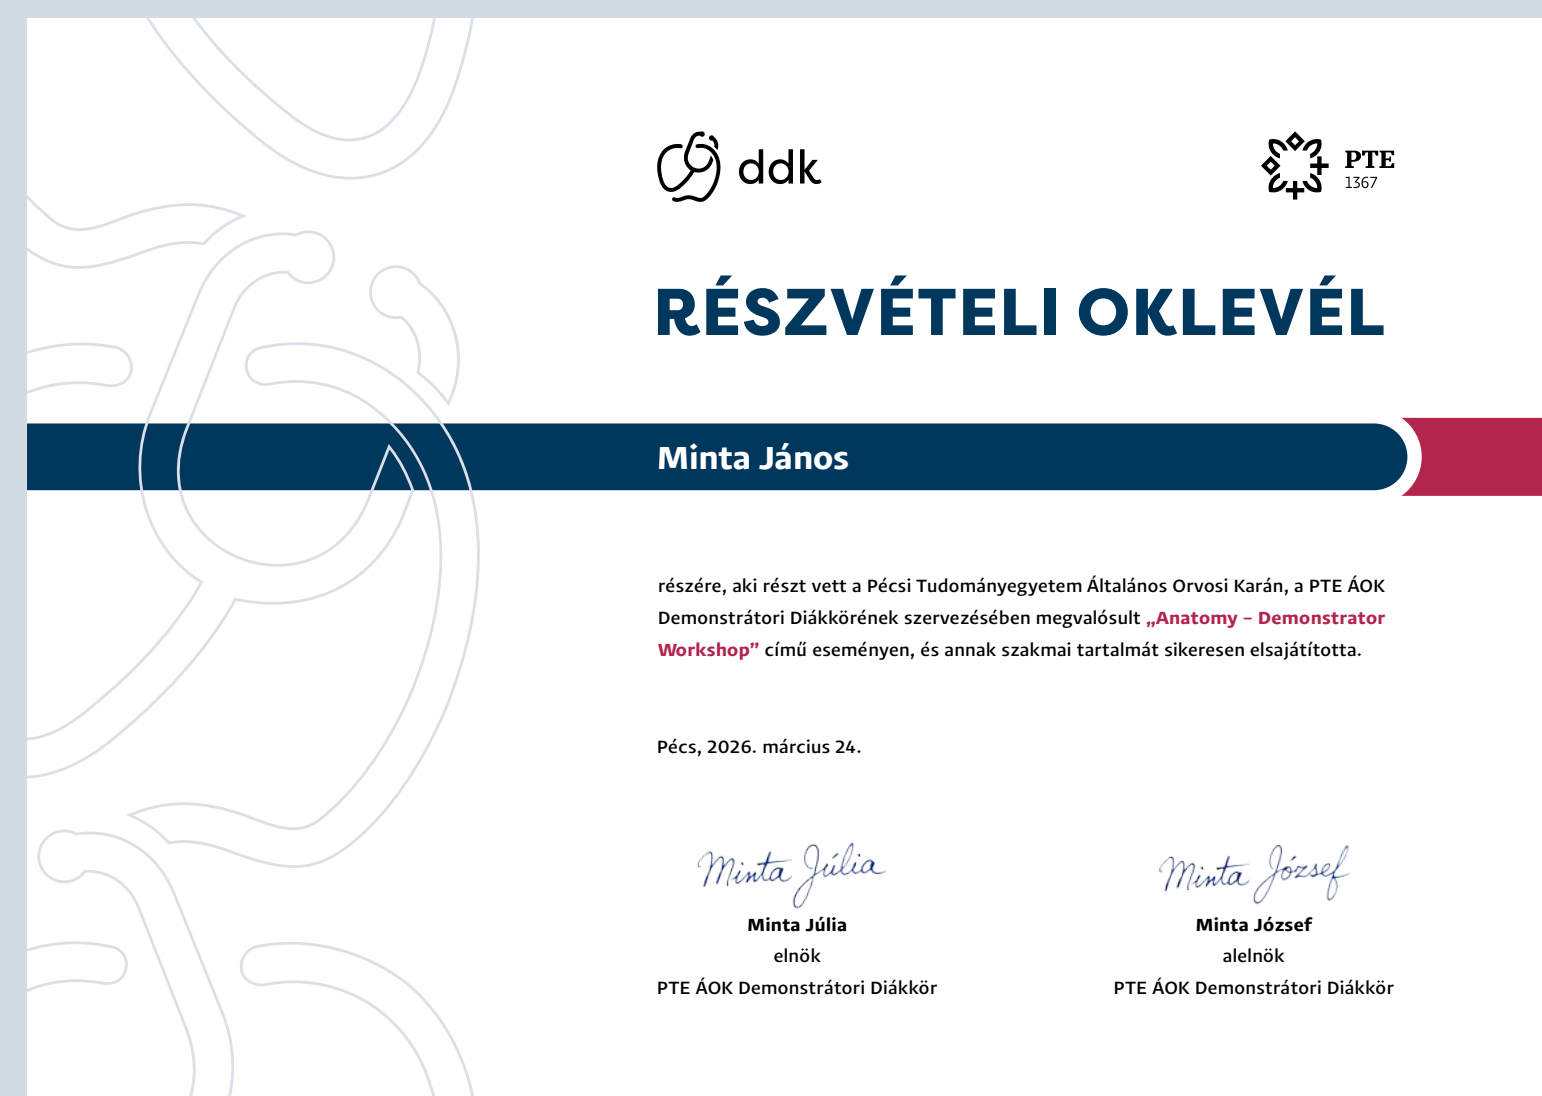 ddk
PTE
1367
RÉSZVÉTELI OKLEVÉL
Minta János
részére, aki részt vett a Pécsi Tudományegyetem Általános Orvosi Karán, a PTE ÁOK
Demonstrátori Diákkörének szervezésében megvalósult „Anatomy – Demonstrator
Workshop” című eseményen, és annak szakmai tartalmát sikeresen elsajátította.
Pécs, 2026. március 24.
Minta Júlia
Minta József
Minta Júlia
Minta József
elnök
alelnök
PTE ÁOK Demonstrátori Diákkör
PTE ÁOK Demonstrátori Diákkör